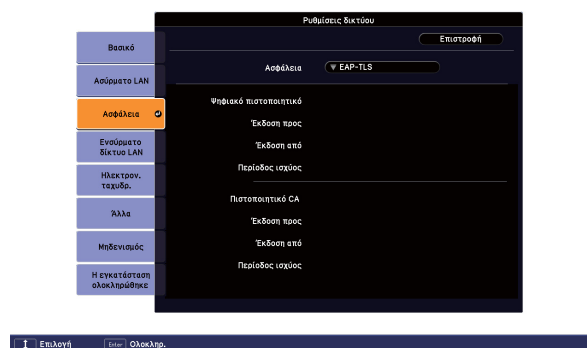 Ρυθμίσεις δικτύου
Επιστροφή
Βασικό
Ασύρματο LAN
Ασφάλεια
Ενσύρματο
δίκτυο LAN
Ηλεκτρον.
ταχυδρ.
Άλλα
Μηδενισμός
Η εγκατάσταση
ολοκληρώθηκε
Ασφάλεια EAP-TLS
Ψηφιακό πιστοποιητικό
Έκδοση προς
Έκδοση από
Περίοδος ισχύος
Πιστοποιητικό CA
Έκδοση προς
Έκδοση από
Περίοδος ισχύος
Επιλογή Enter Ολοκληρ.